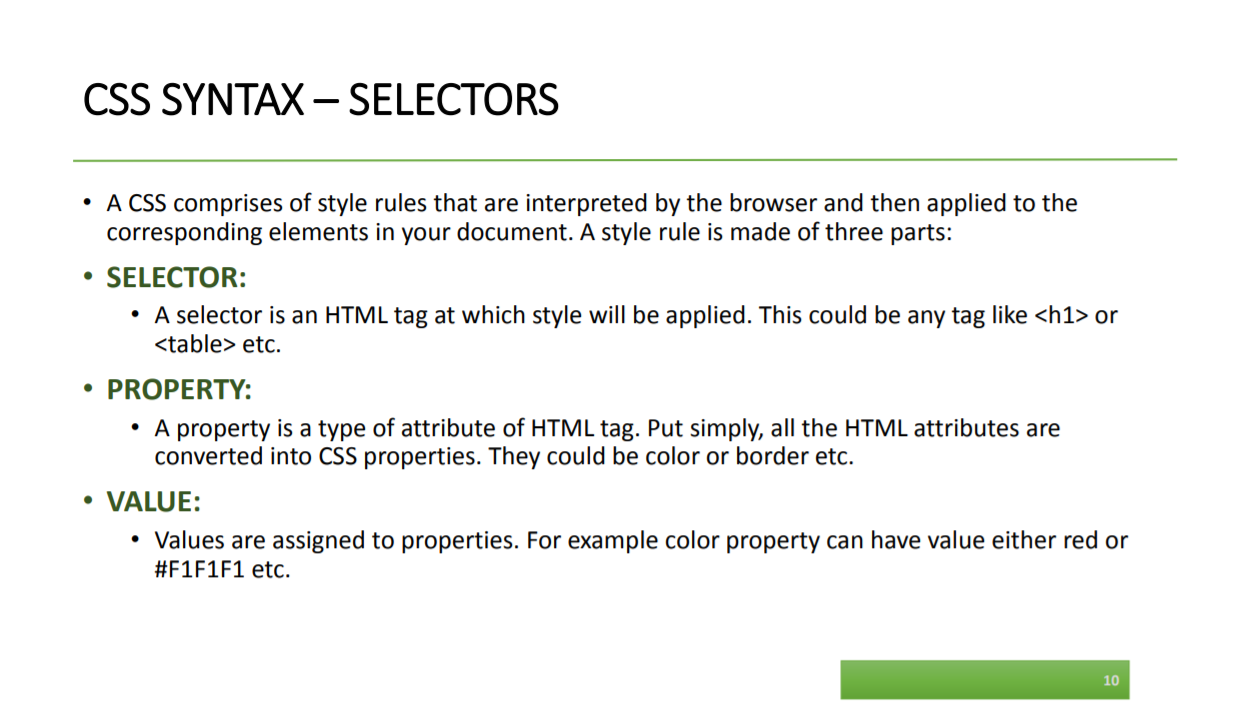 CSS SYNTAX – SELECTORS
• A CSS comprises of style rules that are interpreted by the browser and then applied to the
corresponding elements in your document. A style rule is made of three parts:
• SELECTOR:
• A selector is an HTML tag at which style will be applied. This could be any tag like <h1> or
<table> etc.
• PROPERTY:
• A property is a type of attribute of HTML tag. Put simply, all the HTML attributes are
converted into CSS properties. They could be color or border etc.
• VALUE:
• Values are assigned to properties. For example color property can have value either red or
#F1F1F1 etc.
10